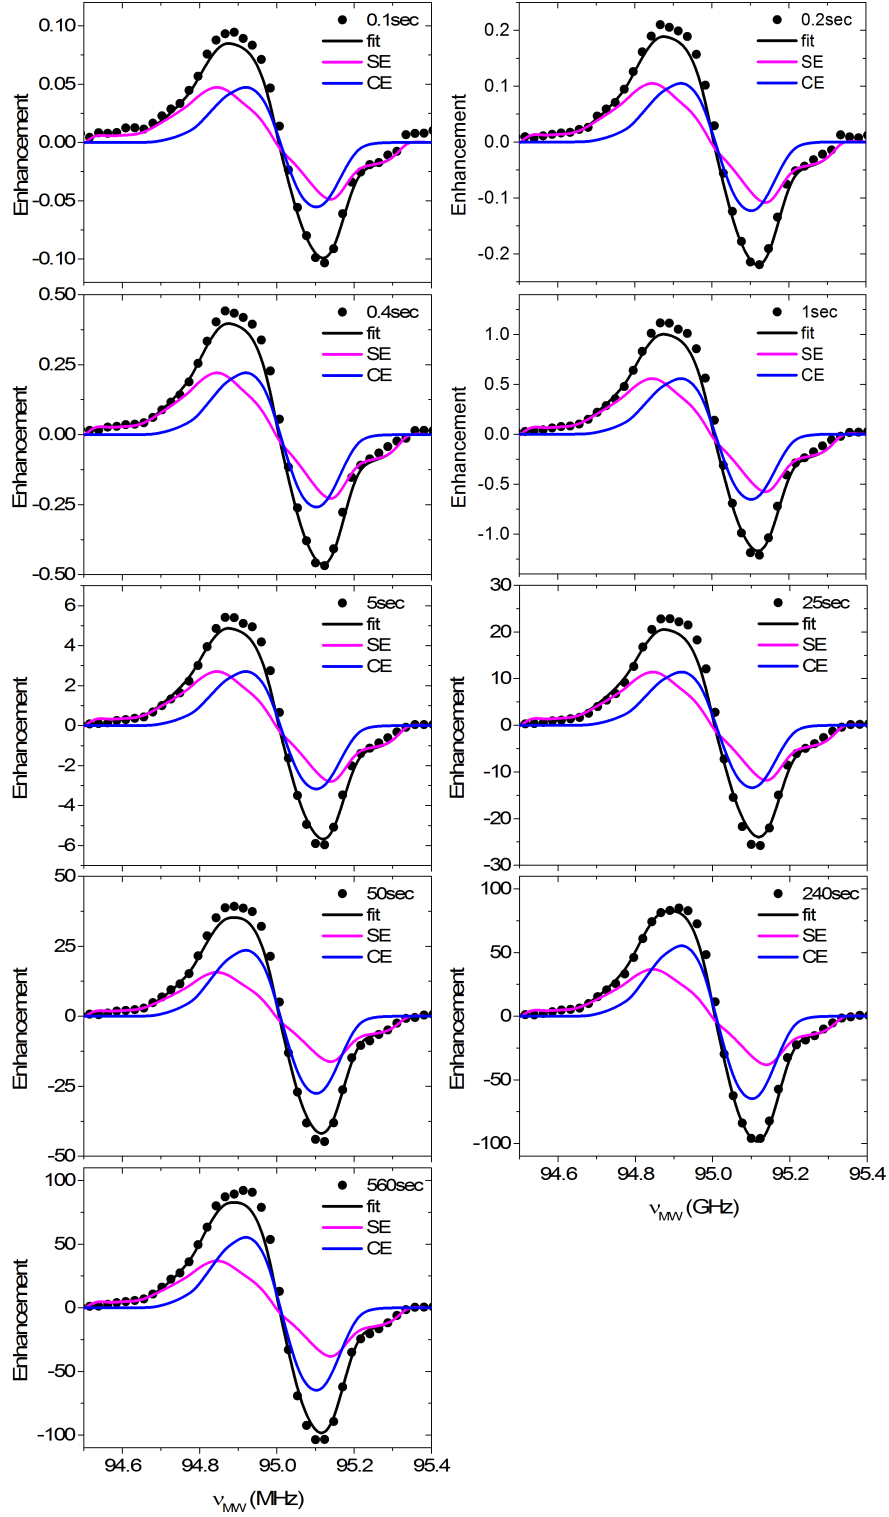 0.10
0.05
0.00
-0.05
-0.10
Enhancement
0.1sec
fit
SE
CE
0.2
0.1
0.0
-0.1
-0.2
Enhancement
0.2sec
fit
SE
CE
0.50
0.25
0.00
-0.25
-0.50
Enhancement
0.4sec
fit
SE
CE
1.0
0.5
0.0
-0.5
-1.0
Enhancement
1sec
fit
SE
CE
6
4
2
0
-2
-4
-6
Enhancement
5sec
fit
SE
CE
30
20
10
0
-10
-20
-30
Enhancement
25sec
fit
SE
CE
50
25
0
-25
-50
Enhancement
50sec
fit
SE
CE
100
50
0
-50
-100
Enhancement
240sec
fit
SE
CE
94.6 94.8 95.0 95.2 95.4
νMW (GHz)
100
50
0
-50
-100
Enhancement
560sec
fit
SE
CE
94.6 94.8 95.0 95.2 95.4
νMW (MHz)